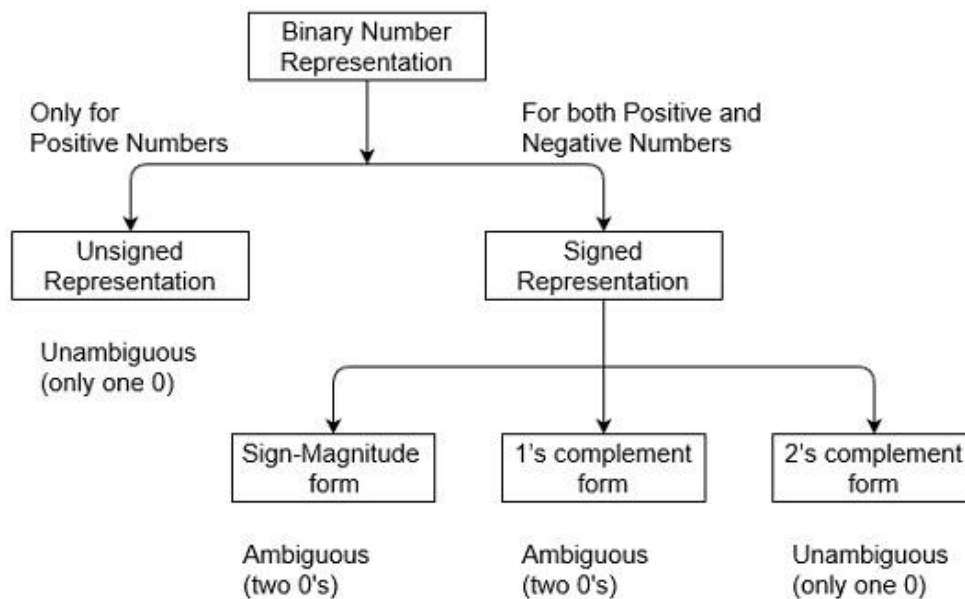 Binary Number
Representation
Only for
Positive Numbers
For both Positive and
Negative Numbers
Unsigned
Representation
Signed
Representation
Unambiguous
(only one 0)
Sign-Magnitude
form
1's complement
form
2's complement
form
Ambiguous
(two 0's)
Ambiguous
(two 0's)
Unambiguous
(only one 0)